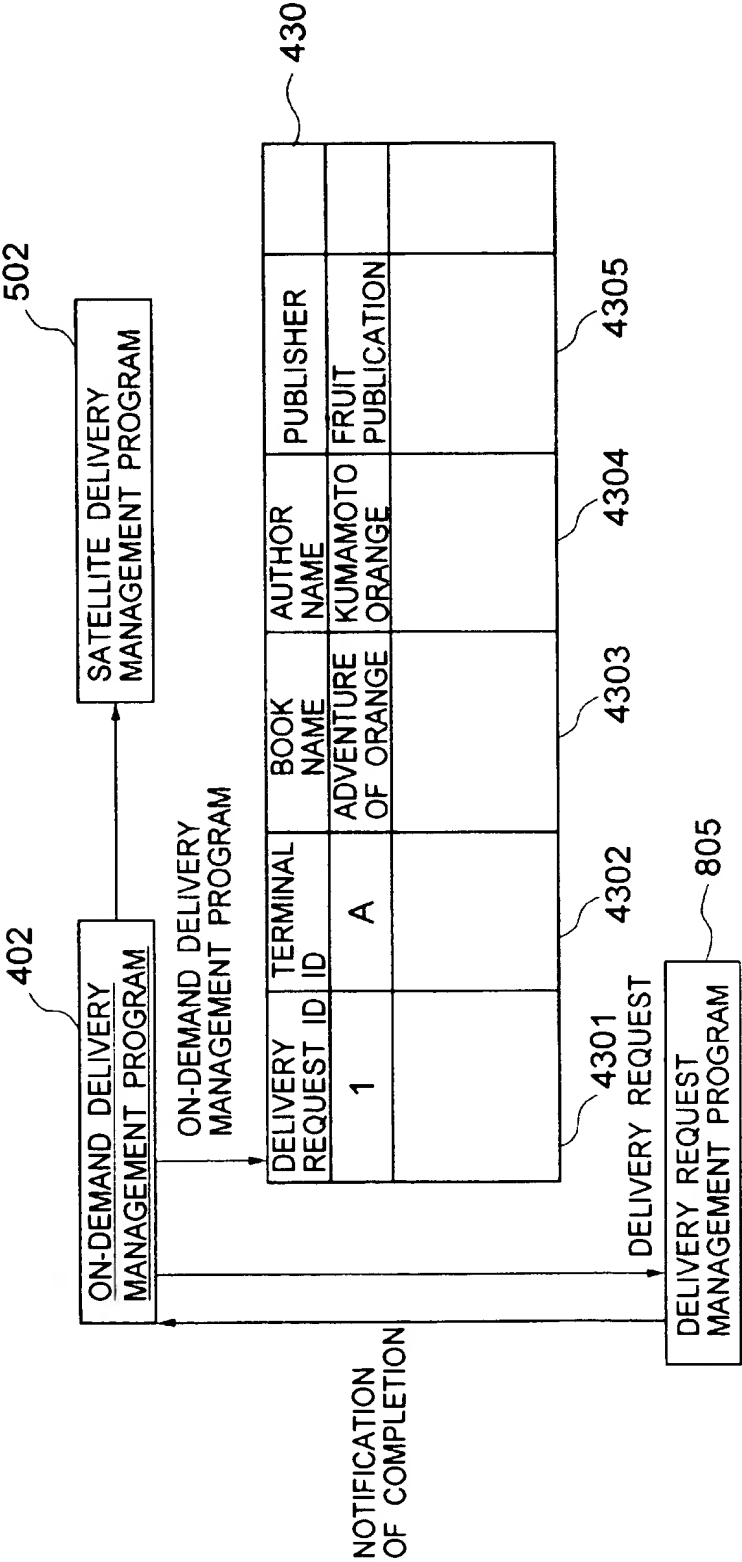 402
ON-DEMAND DELIVERY
MANAGEMENT PROGRAM
502
SATELLITE DELIVERY
MANAGEMENT PROGRAM
ON-DEMAND DELIVERY
MANAGEMENT PROGRAM
430
DELIVERY
REQUEST ID
TERMINAL
ID
BOOK
NAME
AUTHOR
NAME
PUBLISHER
1
A
ADVENTURE
OF ORANGE
KUMAMOTO
ORANGE
FRUIT
PUBLICATION
4301
4302
4303
4304
4305
NOTIFICATION
OF COMPLETION
DELIVERY REQUEST
805
DELIVERY REQUEST
MANAGEMENT PROGRAM